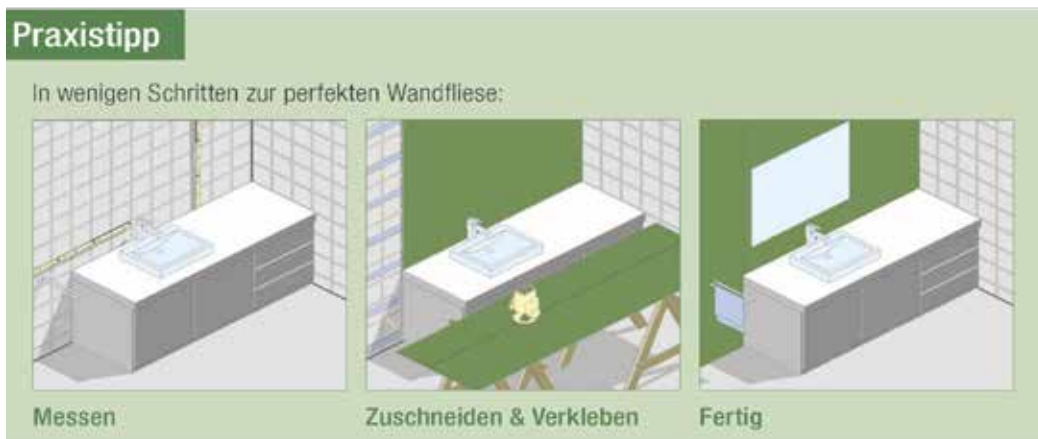 Praxistipp
In wenigen Schritten zur perfekten Wandfliese:
Messen
Zuschneiden & Verkleben
Fertig